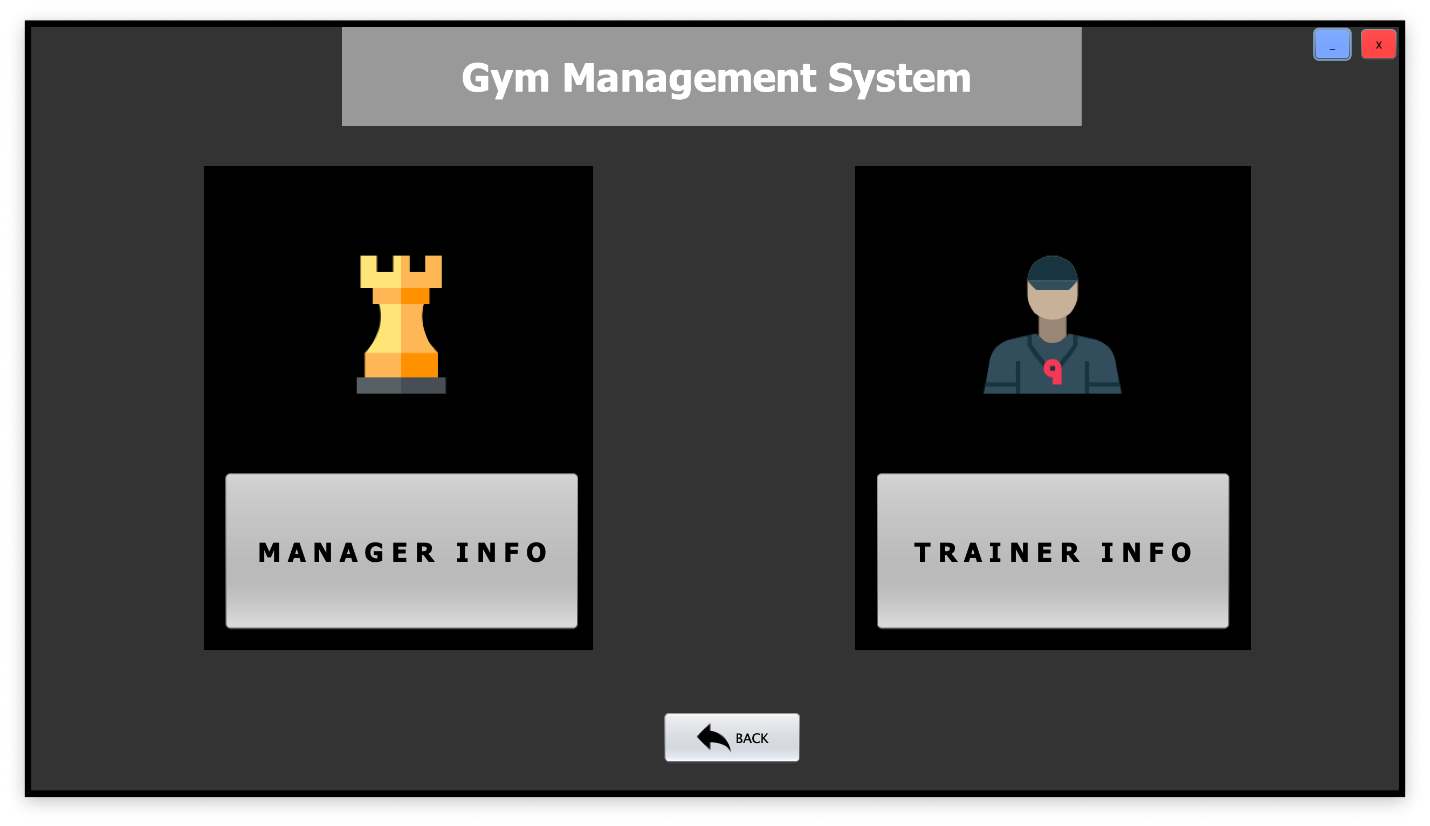 Gym Management System
_
x
MANAGER INFO
TRAINER INFO
BACK